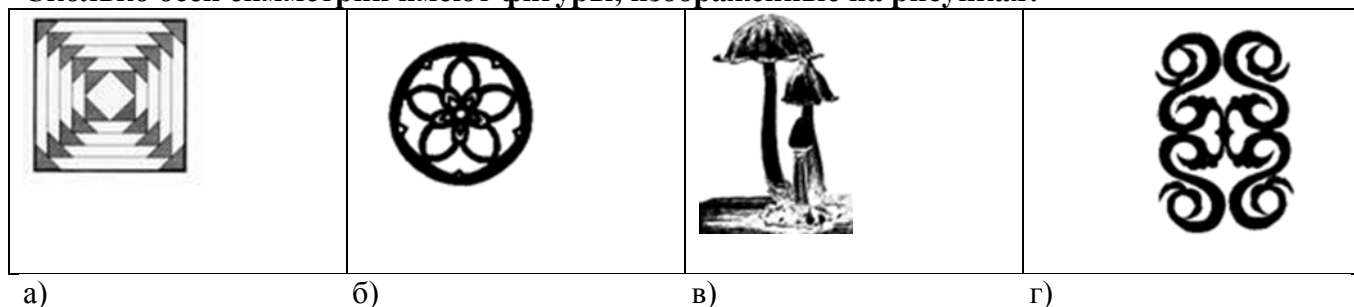 Сколько осей симметрии имеют фигуры, изображенные на рисунках?
а) б) в) г)